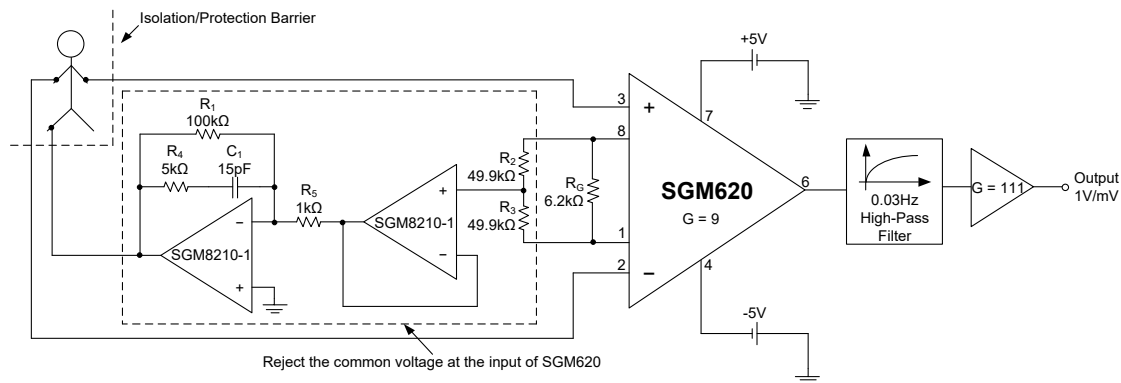 Isolation/Protection Barrier
R1
100kΩ
R4
5kΩ
C1
15pF
R5
1kΩ
−
SGM8210-1
+
+
SGM8210-1
−
R2
49.9kΩ
R3
49.9kΩ
RG
6.2kΩ
3
8
1
2
+
−
SGM620
G = 9
7
+5V
6
4
-5V
0.03Hz
High-Pass
Filter
G = 111
Output
1V/mV
Reject the common voltage at the input of SGM620